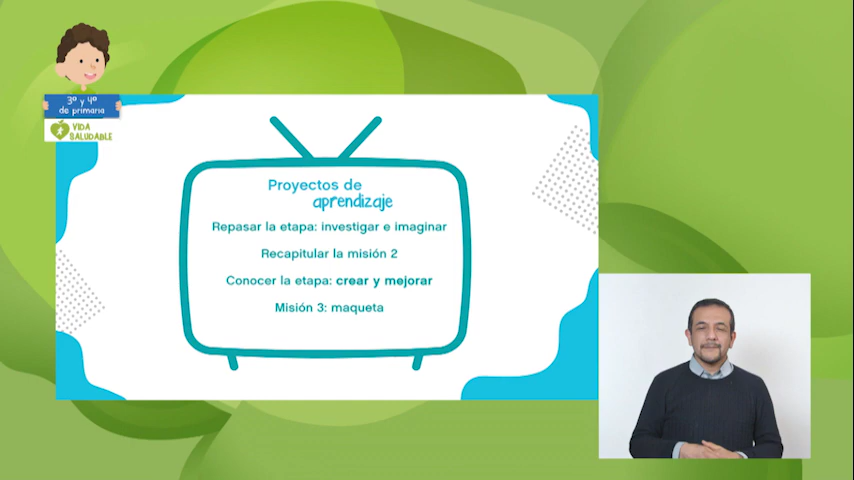 3º y 4º
de primaria
VIDA
SALUDABLE
Proyectos de
aprendizaje
Repasar la etapa: investigar e imaginar
Recapitular la misión 2
Conocer la etapa: crear y mejorar
Misión 3: maqueta